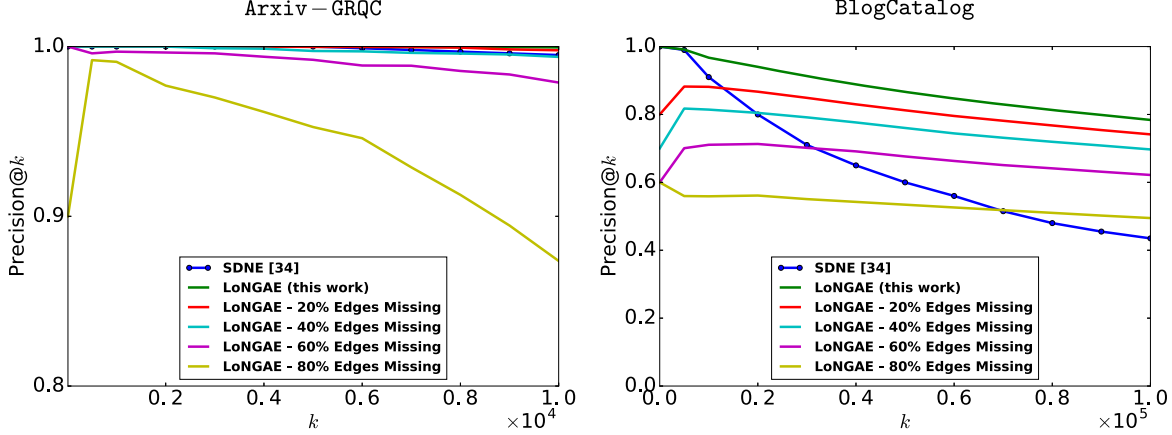 Arxiv−GRQC
Precision@k
1.0
0.9
0.8
SDNE [34]
LoNGAE (this work)
LoNGAE - 20% Edges Missing
LoNGAE - 40% Edges Missing
LoNGAE - 60% Edges Missing
LoNGAE - 80% Edges Missing
0.2 0.4 0.6 0.8 1.0
k
×10⁴
BlogCatalog
Precision@k
1.0
0.8
0.6
0.4
0.2
0.0
SDNE [34]
LoNGAE (this work)
LoNGAE - 20% Edges Missing
LoNGAE - 40% Edges Missing
LoNGAE - 60% Edges Missing
LoNGAE - 80% Edges Missing
0.0 0.2 0.4 0.6 0.8 1.0
k
×10⁵